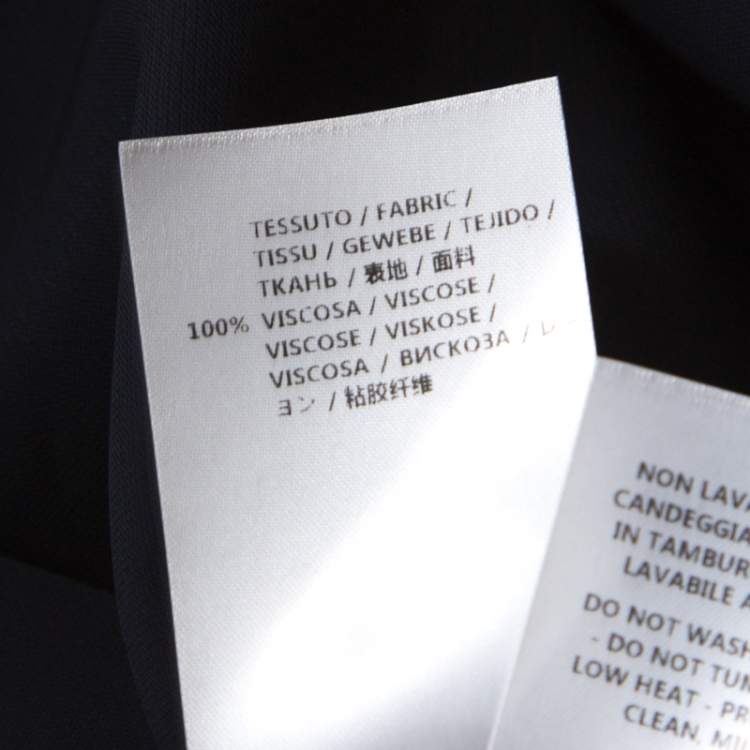 TESSUTO / FABRIC /
TISSU / GEWEBE / TEJIDO /
ТКАНЬ / 表地 / 面料
100% VISCOSA / VISCOSE /
VISCOSE / VISKOSE /
VISCOSA / ВИСКОЗА / レー
ヨン / 粘胶纤维
NON LAVA
CANDEGGIA
IN TAMBUR
LAVABILE A
DO NOT WASH
- DO NOT TUM
LOW HEAT - PR
CLEAN.